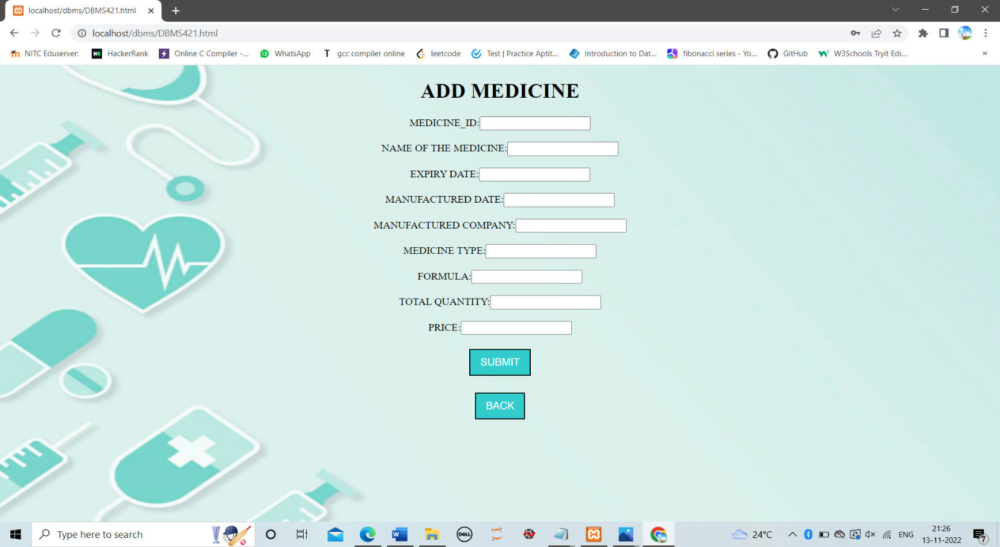 localhost/dbms/DBMS421.html
localhost/dbms/DBMS421.html
NITC Eduserver: HackerRank Online C Compiler -... WhatsApp gcc compiler online leetcode Test | Practice Aptit... Introduction to Dat... fibonacci series - Yo... GitHub W3Schools Tryit Edi... »
ADD MEDICINE
MEDICINE_ID:
NAME OF THE MEDICINE:
EXPIRY DATE:
MANUFACTURED DATE:
MANUFACTURED COMPANY:
MEDICINE TYPE:
FORMULA:
TOTAL QUANTITY:
PRICE:
SUBMIT
BACK
Type here to search 24°C ENG 21:26
13-11-2022 7